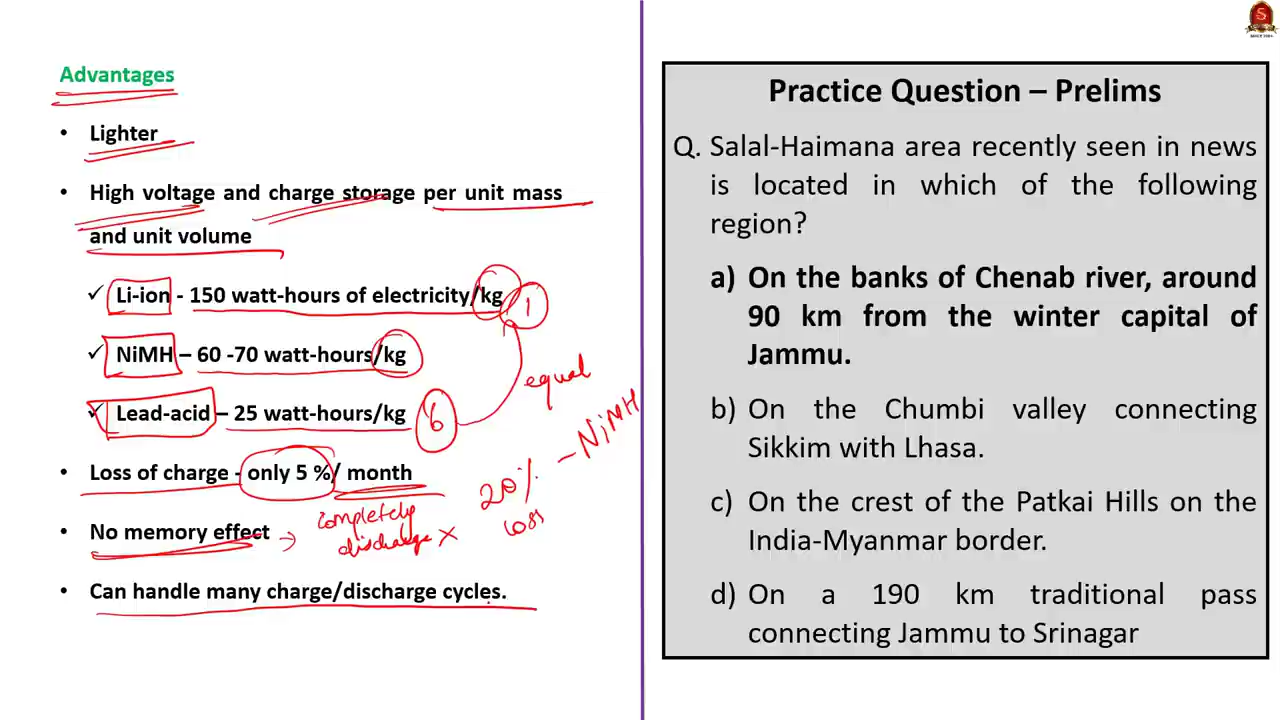 Advantages
• Lighter
• High voltage and charge storage per unit mass
and unit volume
✓ Li-ion - 150 watt-hours of electricity/kg
1
✓ NiMH – 60 -70 watt-hours/kg
equal
✓ Lead-acid – 25 watt-hours/kg
6
• Loss of charge - only 5 %/ month
20% - NiMH
loss
• No memory effect →
completely
discharge ×
• Can handle many charge/discharge cycles.
Practice Question – Prelims
Q. Salal-Haimana area recently seen in news
is located in which of the following
region?
a) On the banks of Chenab river, around
90 km from the winter capital of
Jammu.
b) On the Chumbi valley connecting
Sikkim with Lhasa.
c) On the crest of the Patkai Hills on the
India-Myanmar border.
d) On a 190 km traditional pass
connecting Jammu to Srinagar